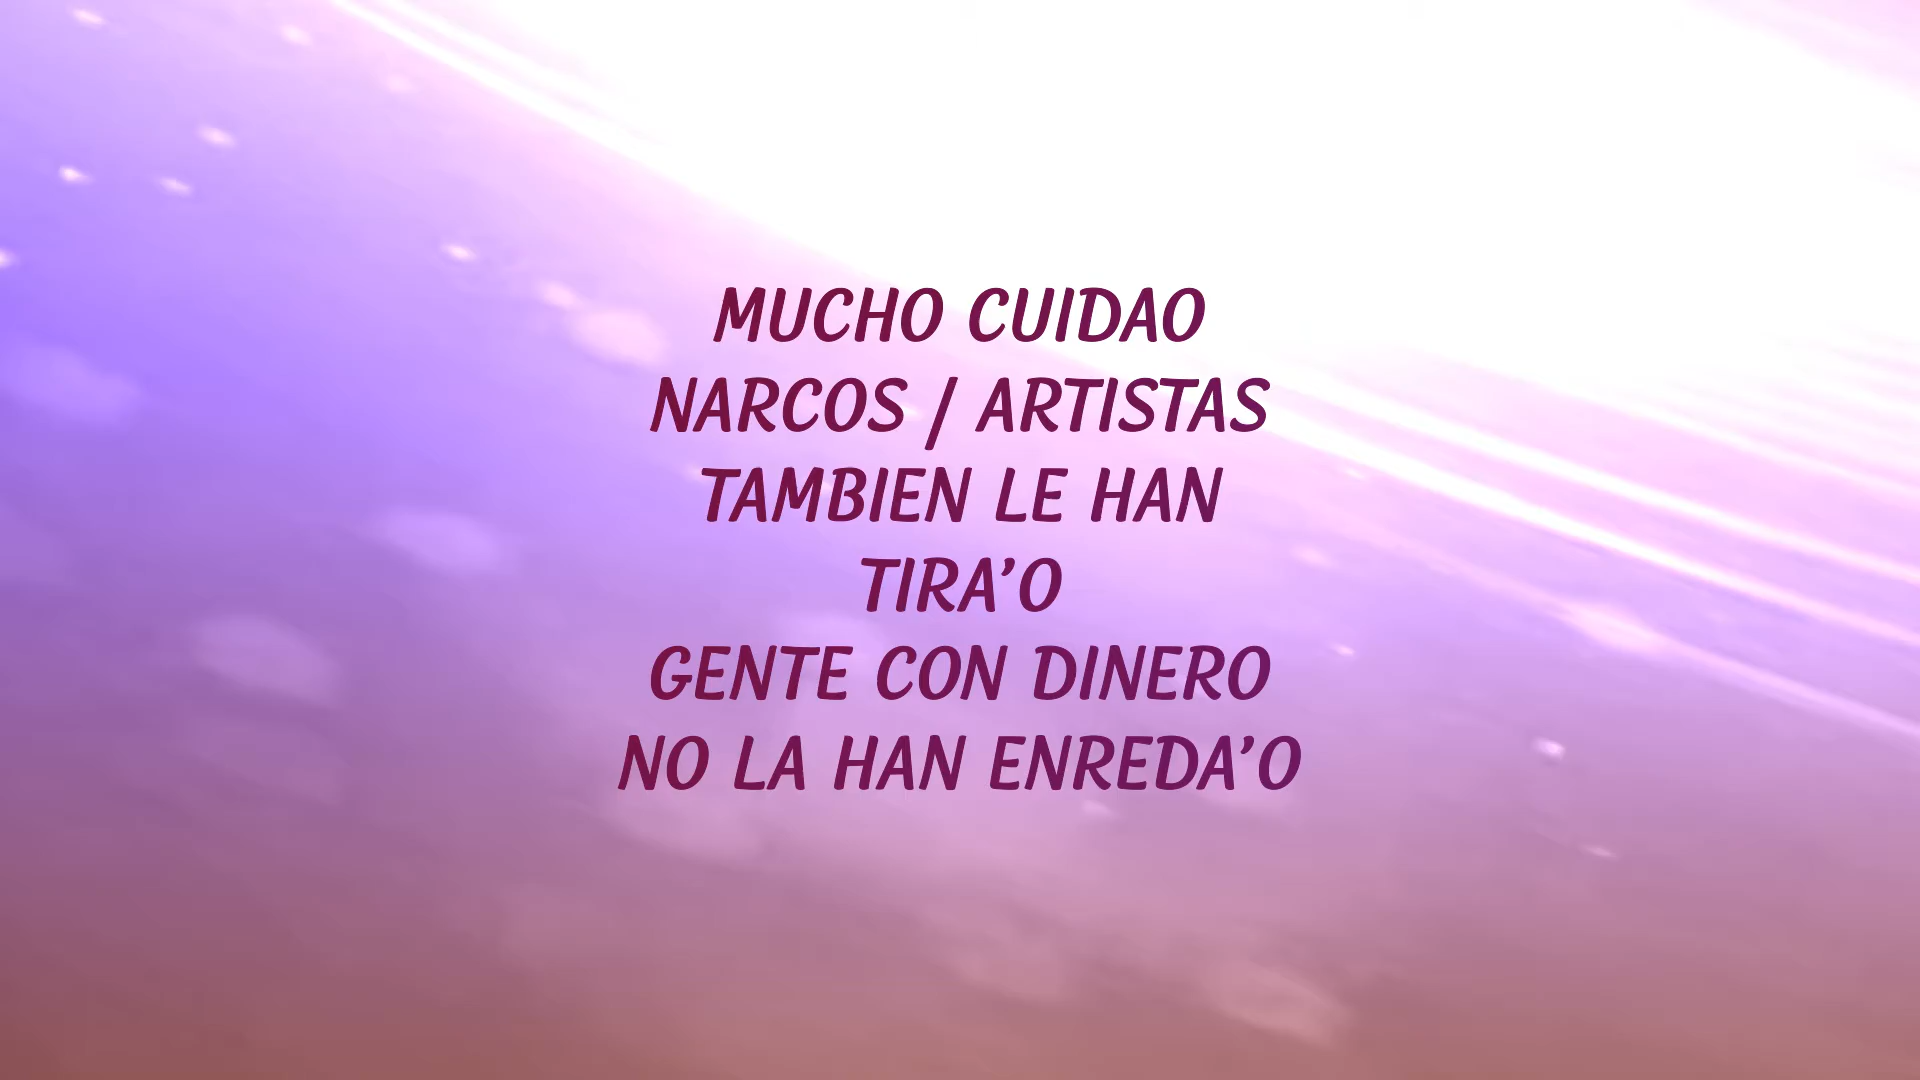 MUCHO CUIDAO
NARCOS / ARTISTAS
TAMBIEN LE HAN
TIRA’O
GENTE CON DINERO
NO LA HAN ENREDA’O